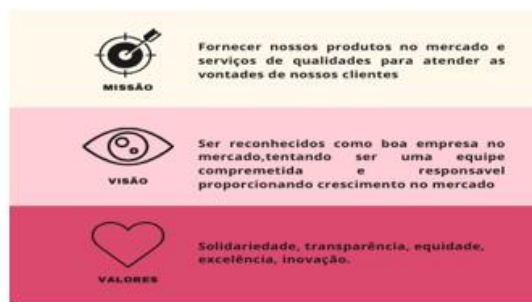 Fornecer nossos produtos no mercado e
serviços de qualidades para atender as
vontades de nossos clientes
MISSÃO
Ser reconhecidos como boa empresa no
mercado,tentando ser uma equipe
compremetida e responsavel
proporcionando crescimento no mercado
VISÃO
Solidariedade, transparência, equidade,
excelência, inovação.
VALORES